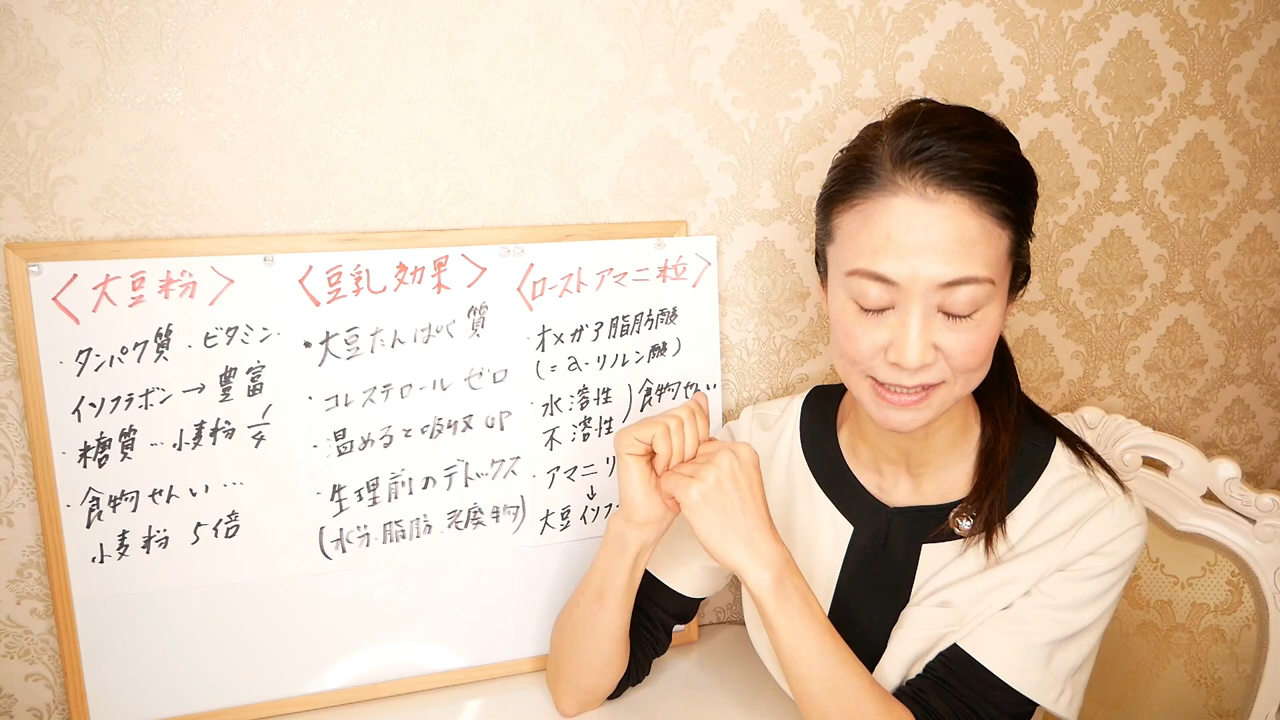 〈大豆粉〉
・タンパク質・ビタミン・
イソフラボン→豊富
・糖質…小麦粉 1/4
・食物せんい…
小麦粉 5倍
〈豆乳効果〉
・大豆たんぱく質
・コレステロール ゼロ
・温めると吸収 UP
・生理前のデトックス
(水分、脂肪、老廃物)
〈ローストアマニ粒〉
・オメガ3脂肪酸
(=α-リノレン酸)
・水溶性
不溶性
)食物せんい
・アマニリ
↓
大豆イソフ